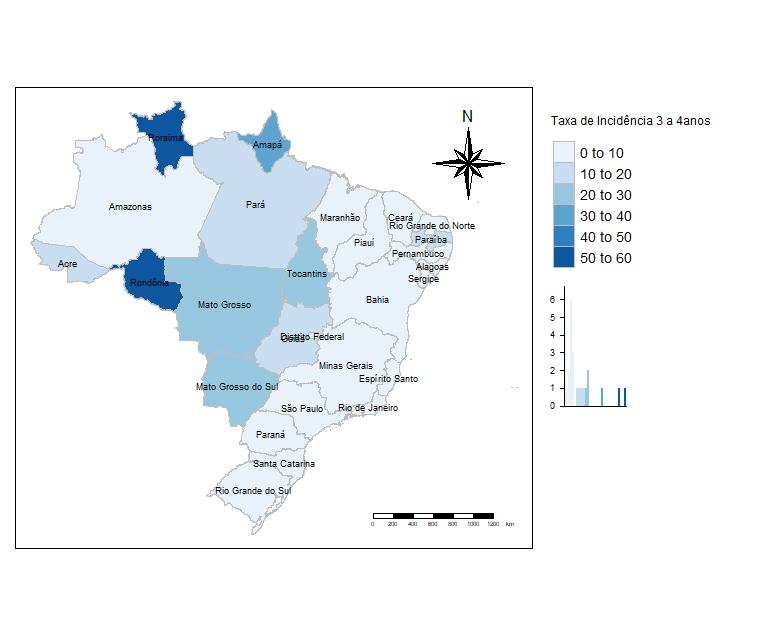 Taxa de Incidência 3 a 4anos
0 to 10
10 to 20
20 to 30
30 to 40
40 to 50
50 to 60
6
5
4
3
2
1
0
N
Roraima
Amapá
Amazonas
Pará
Maranhão
Ceará
Rio Grande do Norte
Piauí
Paraíba
Pernambuco
Acre
Alagoas
Tocantins
Sergipe
Rondônia
Bahia
Mato Grosso
Distrito Federal
Goiás
Minas Gerais
Espírito Santo
Mato Grosso do Sul
São Paulo
Rio de Janeiro
Paraná
Santa Catarina
Rio Grande do Sul
0 200 400 600 800 1000 1200 km